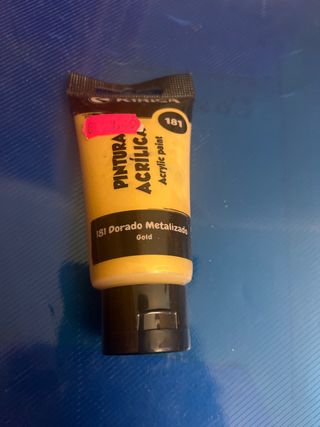 181
PINTURA
ACRÍLICA
Acrylic paint
181 Dorado Metalizado
Gold